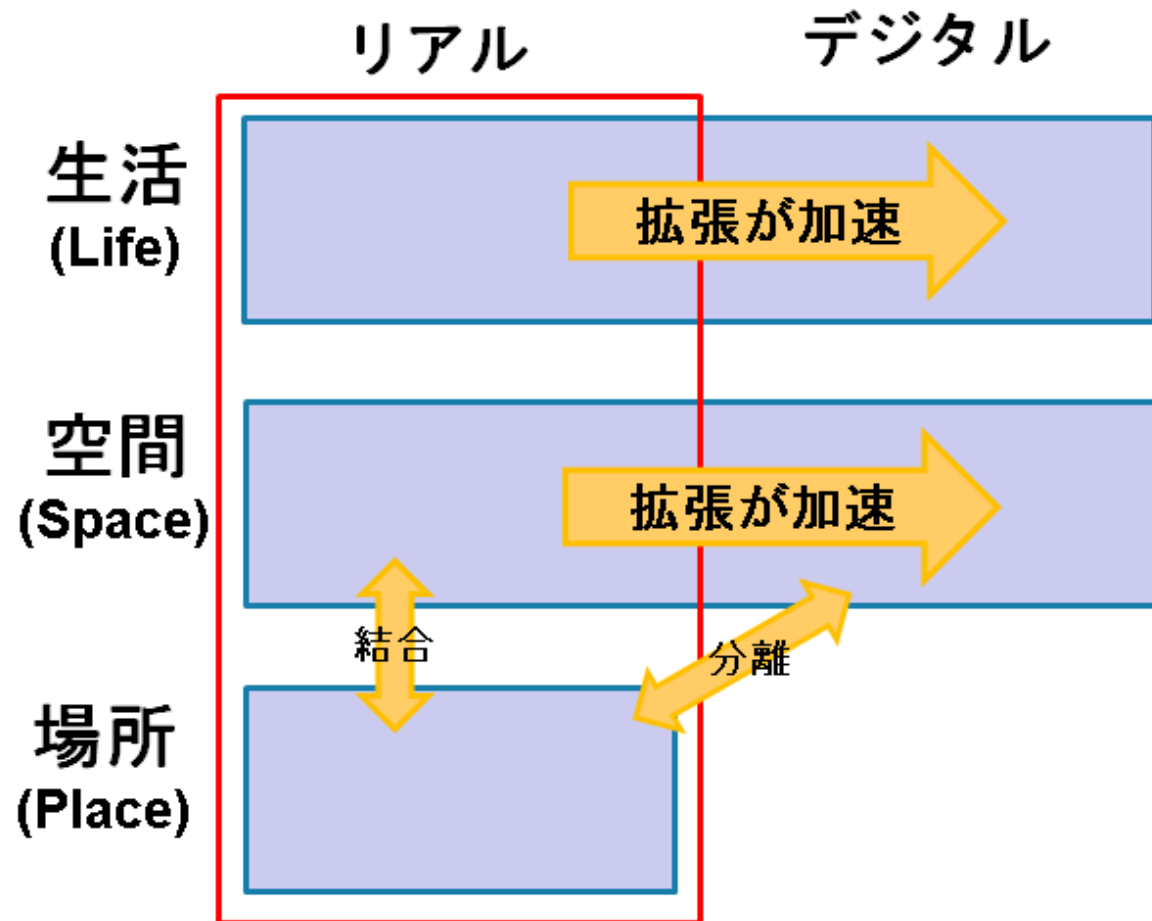 リアル
デジタル
生活
(Life)
拡張が加速
空間
(Space)
拡張が加速
結合
分離
場所
(Place)